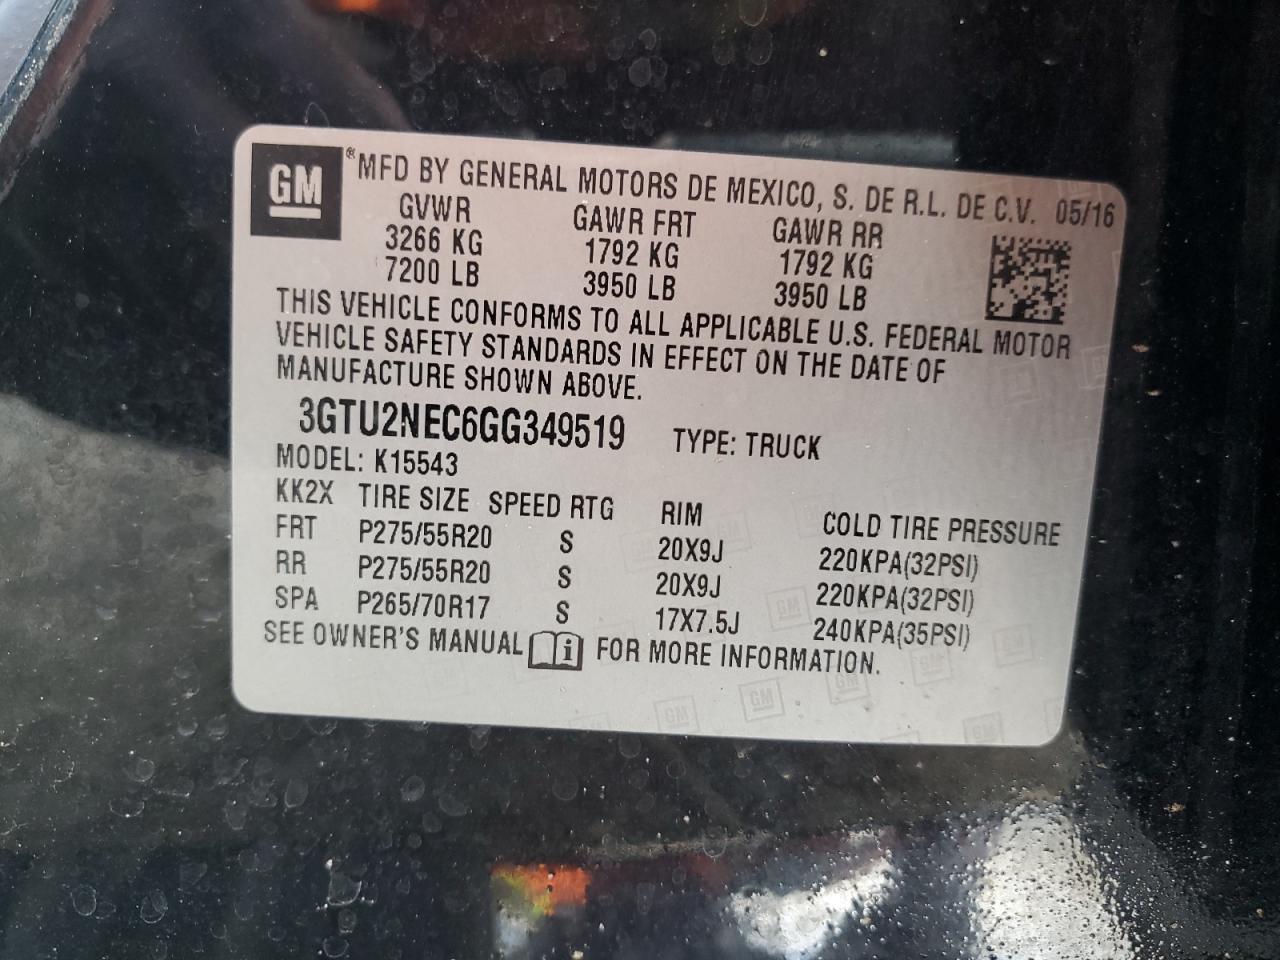 GM ® MFD BY GENERAL MOTORS DE MEXICO, S. DE R.L. DE C.V. 05/16
GVWR GAWR FRT GAWR RR
3266 KG 1792 KG 1792 KG
7200 LB 3950 LB 3950 LB
THIS VEHICLE CONFORMS TO ALL APPLICABLE U.S. FEDERAL MOTOR
VEHICLE SAFETY STANDARDS IN EFFECT ON THE DATE OF
MANUFACTURE SHOWN ABOVE.
3GTU2NEC6GG349519 TYPE: TRUCK
MODEL: K15543
KK2X TIRE SIZE SPEED RTG RIM COLD TIRE PRESSURE
FRT P275/55R20 S 20X9J 220KPA(32PSI)
RR P275/55R20 S 20X9J 220KPA(32PSI)
SPA P265/70R17 S 17X7.5J 240KPA(35PSI)
SEE OWNER'S MANUAL FOR MORE INFORMATION.